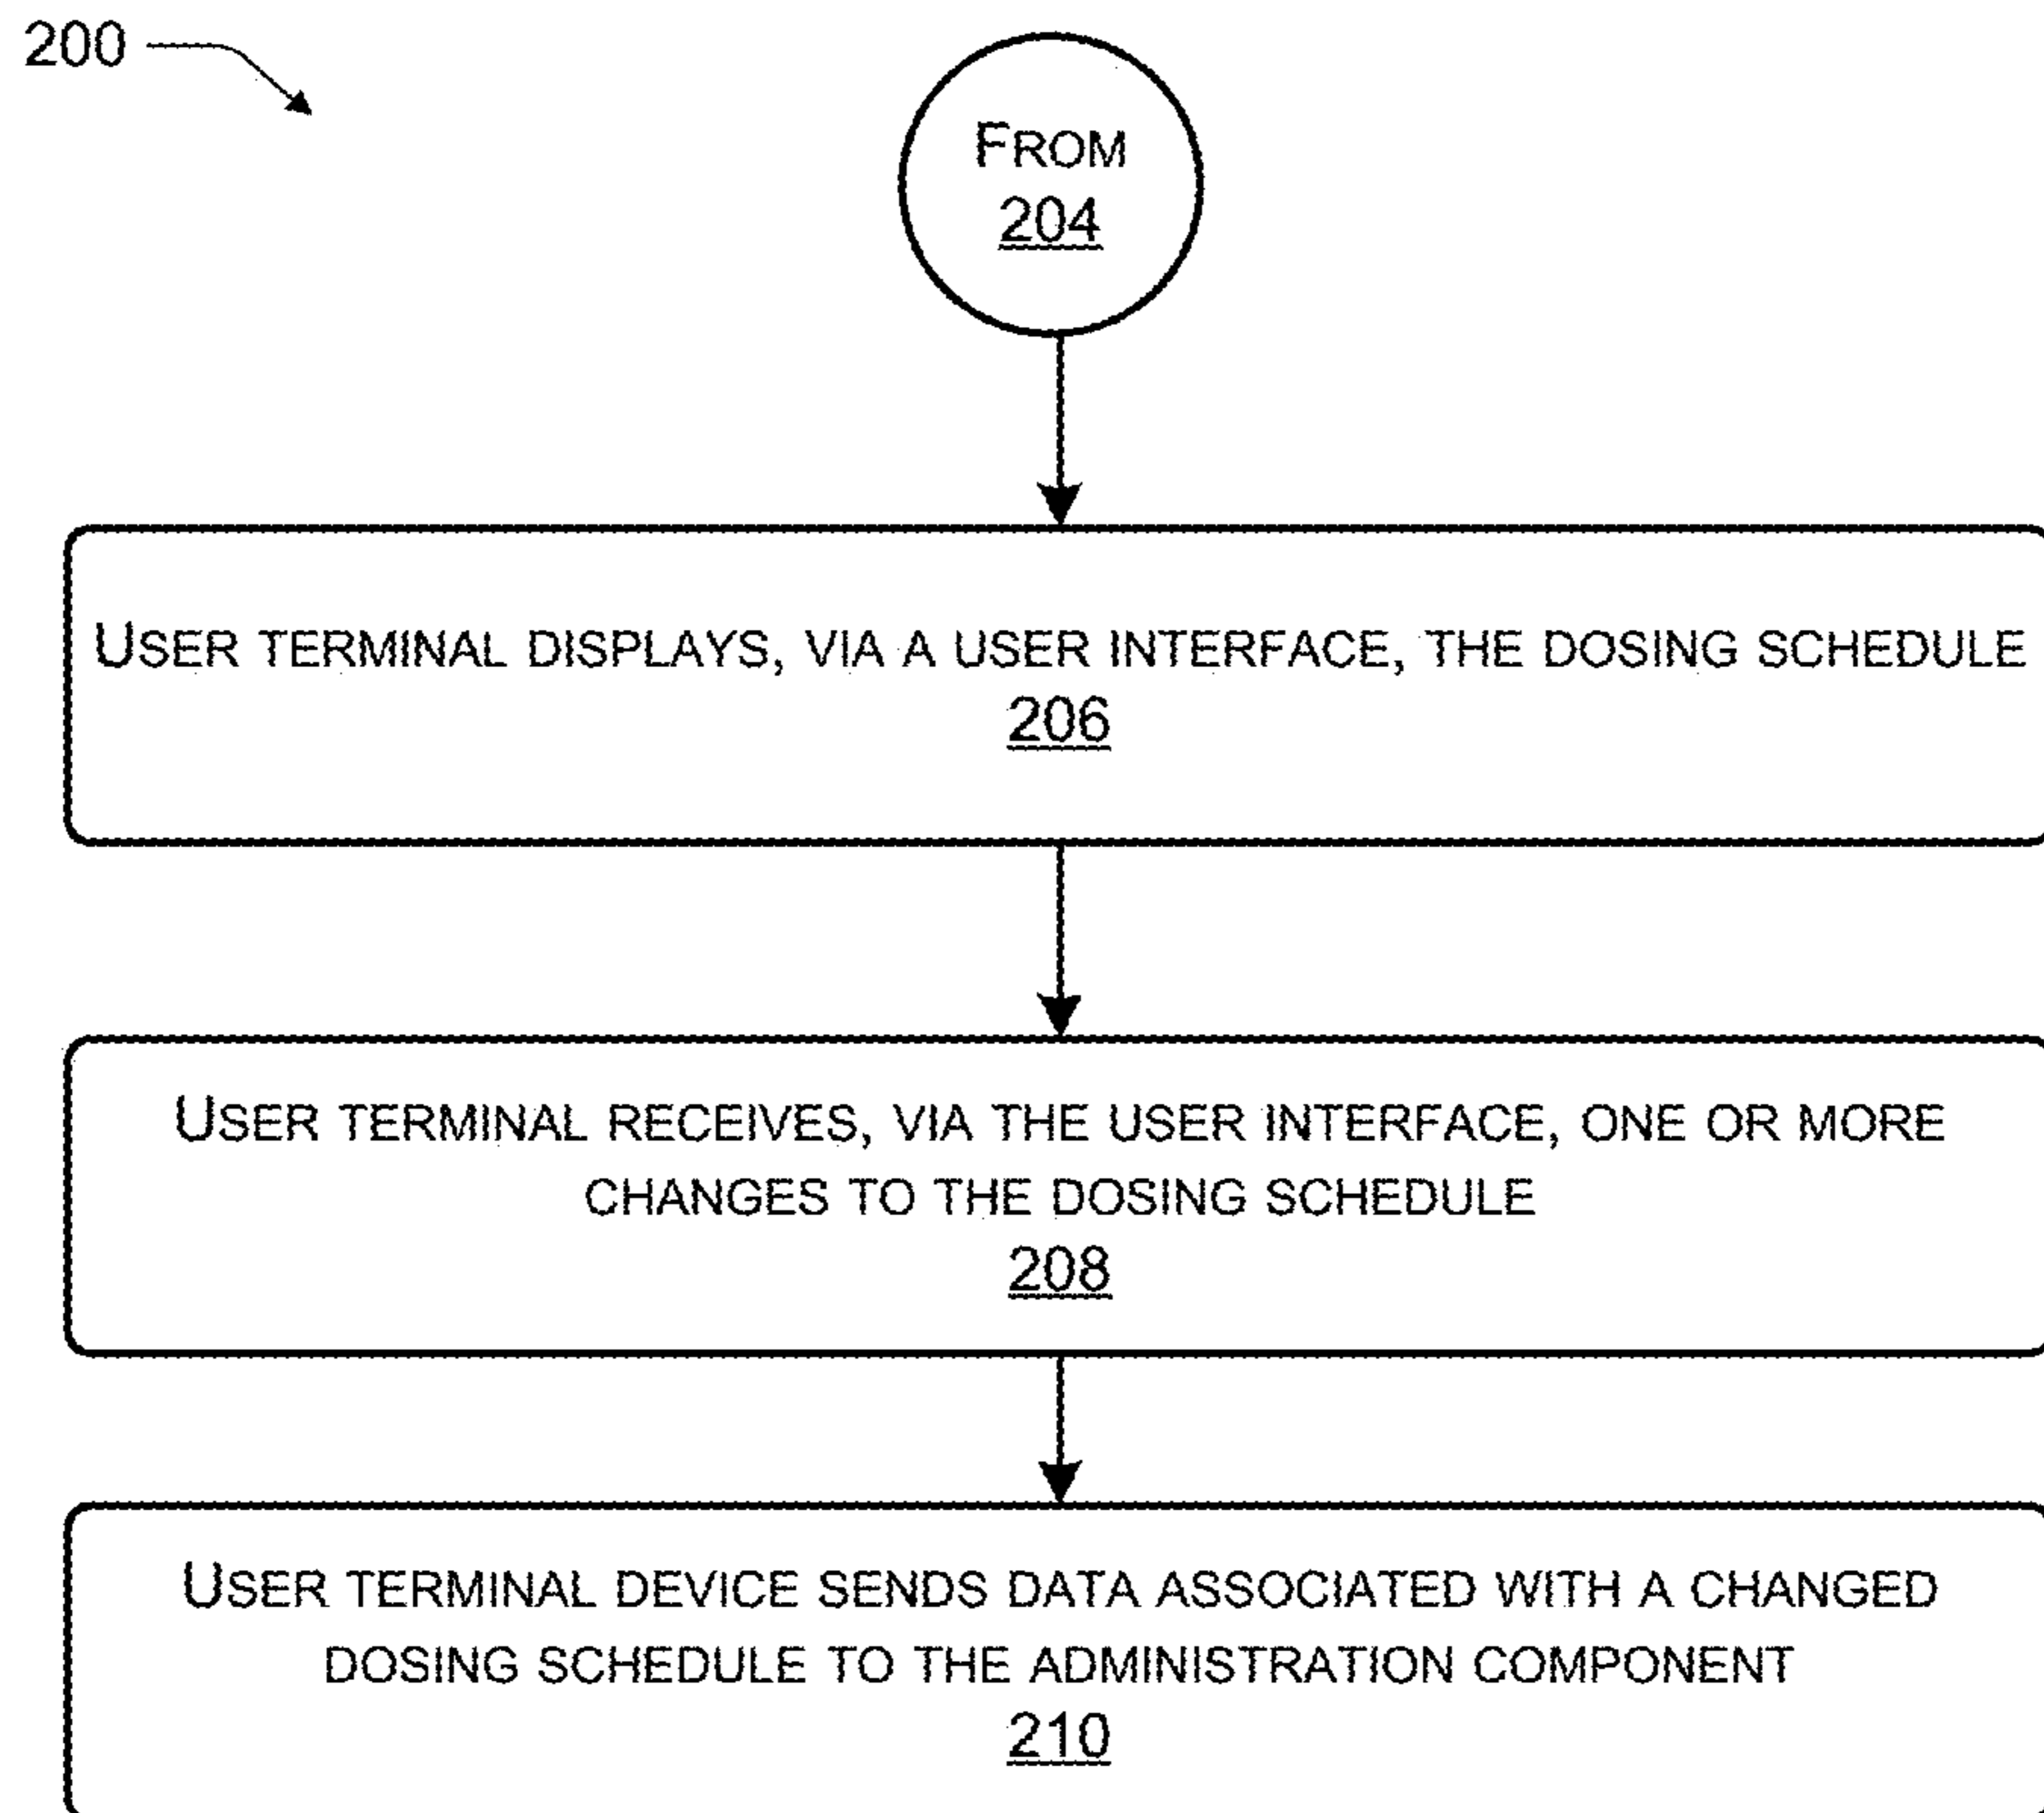 200
FROM
204
USER TERMINAL DISPLAYS, VIA A USER INTERFACE, THE DOSING SCHEDULE
206
USER TERMINAL RECEIVES, VIA THE USER INTERFACE, ONE OR MORE
CHANGES TO THE DOSING SCHEDULE
208
USER TERMINAL DEVICE SENDS DATA ASSOCIATED WITH A CHANGED
DOSING SCHEDULE TO THE ADMINISTRATION COMPONENT
210